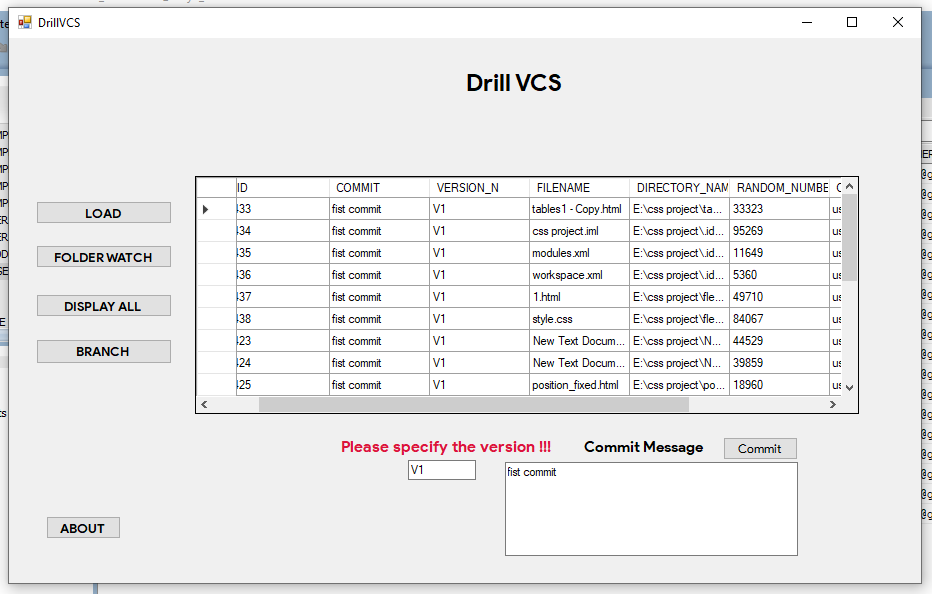 DrillVCS
Drill VCS
ID COMMIT VERSION_N FILENAME DIRECTORY_NAM RANDOM_NUMBE
433 fist commit V1 tables1 - Copy.html E:\css project\ta... 33323 us
434 fist commit V1 css project.iml E:\css project\.id... 95269 us
435 fist commit V1 modules.xml E:\css project\.id... 11649 us
436 fist commit V1 workspace.xml E:\css project\.id... 5360 us
437 fist commit V1 1.html E:\css project\fle... 49710 us
438 fist commit V1 style.css E:\css project\fle... 84067 us
423 fist commit V1 New Text Docum... E:\css project\N... 44529 us
424 fist commit V1 New Text Docum... E:\css project\N... 39859 us
425 fist commit V1 position_fixed.html E:\css project\po... 18960 us
LOAD
FOLDER WATCH
DISPLAY ALL
BRANCH
Please specify the version !!! Commit Message Commit
V1
fist commit
ABOUT